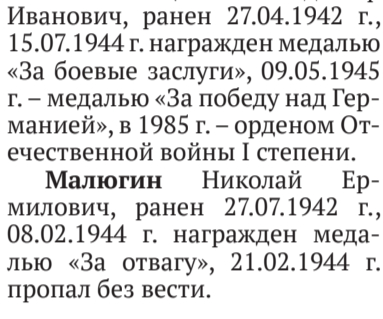 Иванович, ранен 27.04.1942 г.,
15.07.1944 г. награжден медалью
«За боевые заслуги», 09.05.1945
г. – медалью «За победу над Гер-
манией», в 1985 г. – орденом От-
ечественной войны I степени.
Малюгин Николай Ер-
милович, ранен 27.07.1942 г.,
08.02.1944 г. награжден меда-
лью «За отвагу», 21.02.1944 г.
пропал без вести.